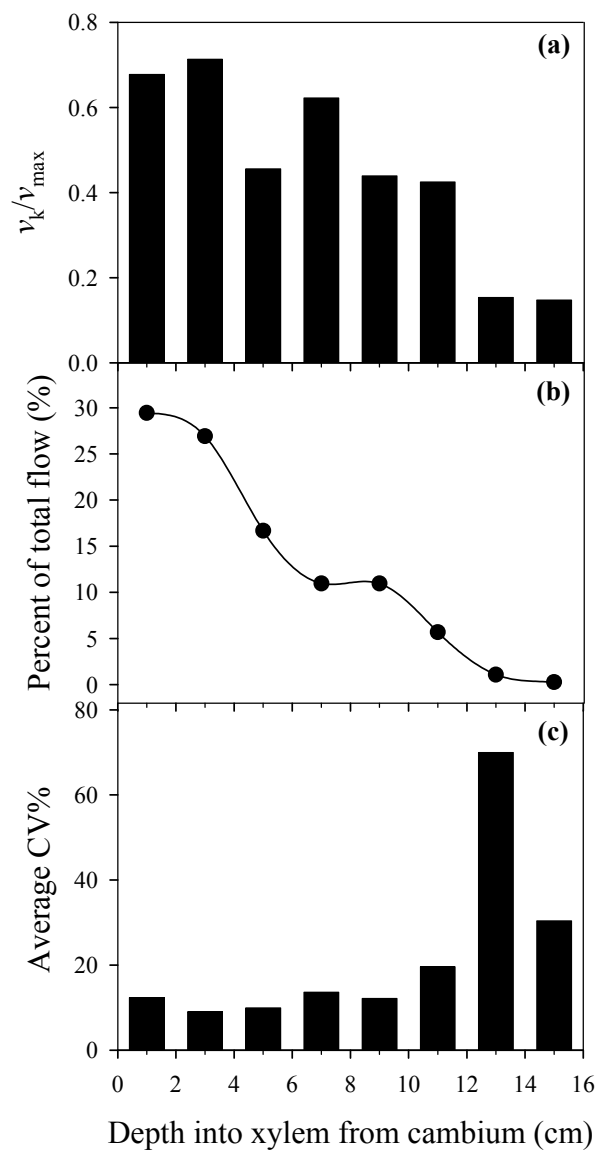 (a)
0.8
0.6
0.4
0.2
0.0
vk/vmax
(b)
30
25
20
15
10
5
0
Percent of total flow (%)
(c)
80
60
40
20
0
Average CV%
0 2 4 6 8 10 12 14 16
Depth into xylem from cambium (cm)